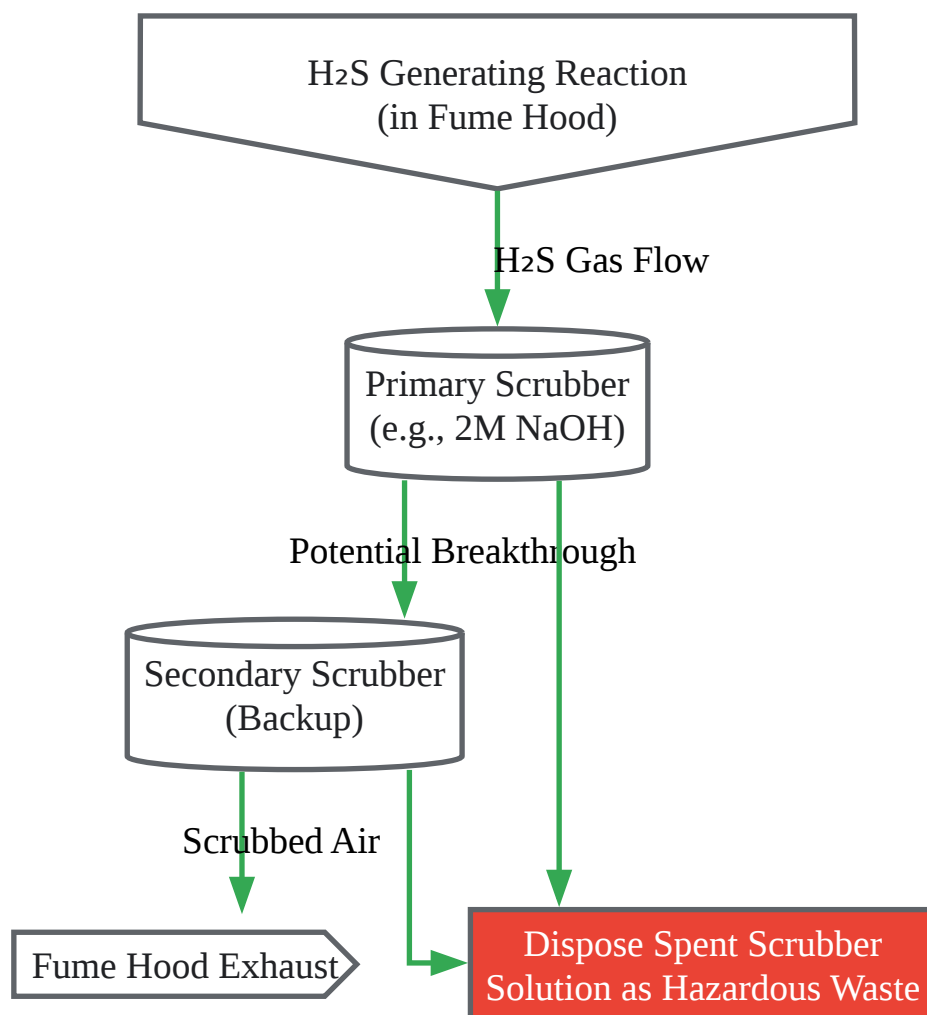 H₂S Generating Reaction
(in Fume Hood)
H₂S Gas Flow
Primary Scrubber
(e.g., 2M NaOH)
Potential Breakthrough
Secondary Scrubber
(Backup)
Scrubbed Air
Fume Hood Exhaust
Dispose Spent Scrubber
Solution as Hazardous Waste